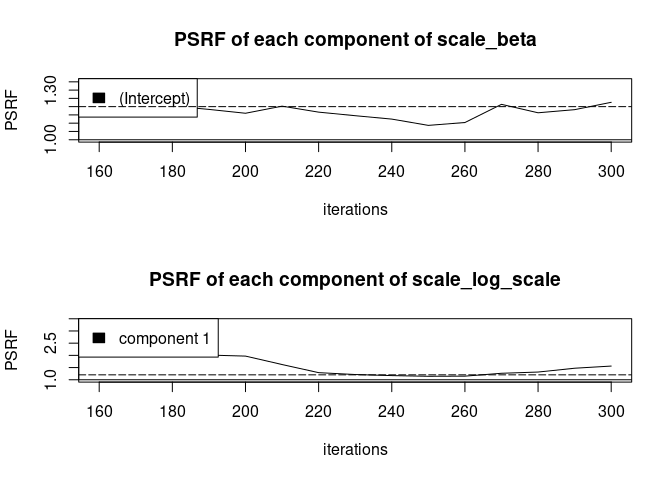 PSRF of each component of scale_beta
PSRF
1.00 1.30
(Intercept)
160 180 200 220 240 260 280 300
iterations
PSRF of each component of scale_log_scale
PSRF
1.0 2.5
component 1
160 180 200 220 240 260 280 300
iterations